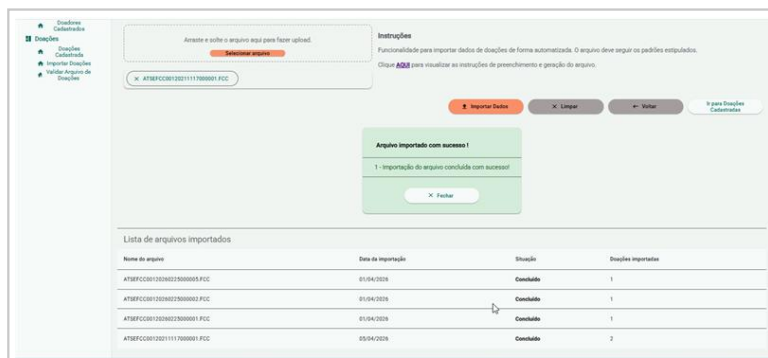 Doadores
Cadastrados
Doações
Doações
Cadastrada
Importar Doações
Validar Arquivo de
Doações
Arraste e solte o arquivo aqui para fazer upload.
Selecionar arquivo
× ATSEFCC00120211117000001.FCC
Instruções
Funcionalidade para importar dados de doações de forma automatizada. O arquivo deve seguir os padrões estipulados.
Clique AQUI para visualizar as instruções de preenchimento e geração do arquivo.
Importar Dados
× Limpar
← Voltar
Ir para Doações
Cadastradas
Arquivo importado com sucesso !
1 - Importação do arquivo concluída com sucesso!
× Fechar
Lista de arquivos importados
Nome do arquivo Data da importação Situação Doações importadas
ATSEFCC00120260225000005.FCC 01/04/2026 Concluído 1
ATSEFCC00120260225000002.FCC 01/04/2026 Concluído 1
ATSEFCC00120260225000001.FCC 01/04/2026 Concluído 1
ATSEFCC00120211117000001.FCC 05/04/2026 Concluído 2